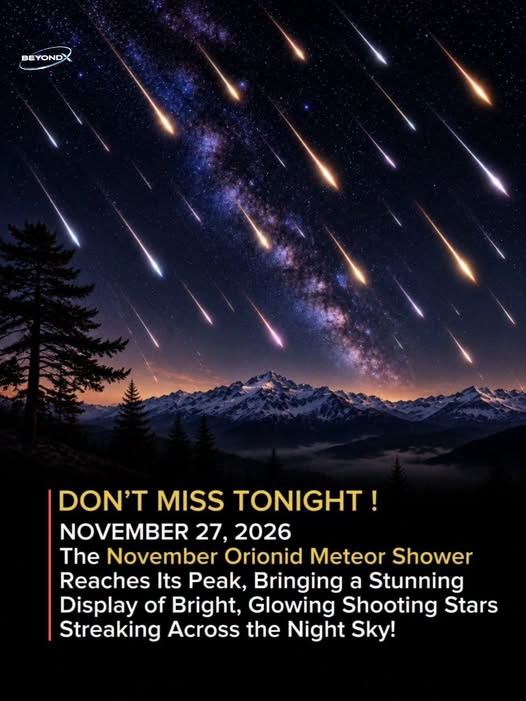 BEYONDX
DON'T MISS TONIGHT !
NOVEMBER 27, 2026
The November Orionid Meteor Shower
Reaches Its Peak, Bringing a Stunning
Display of Bright, Glowing Shooting Stars
Streaking Across the Night Sky!